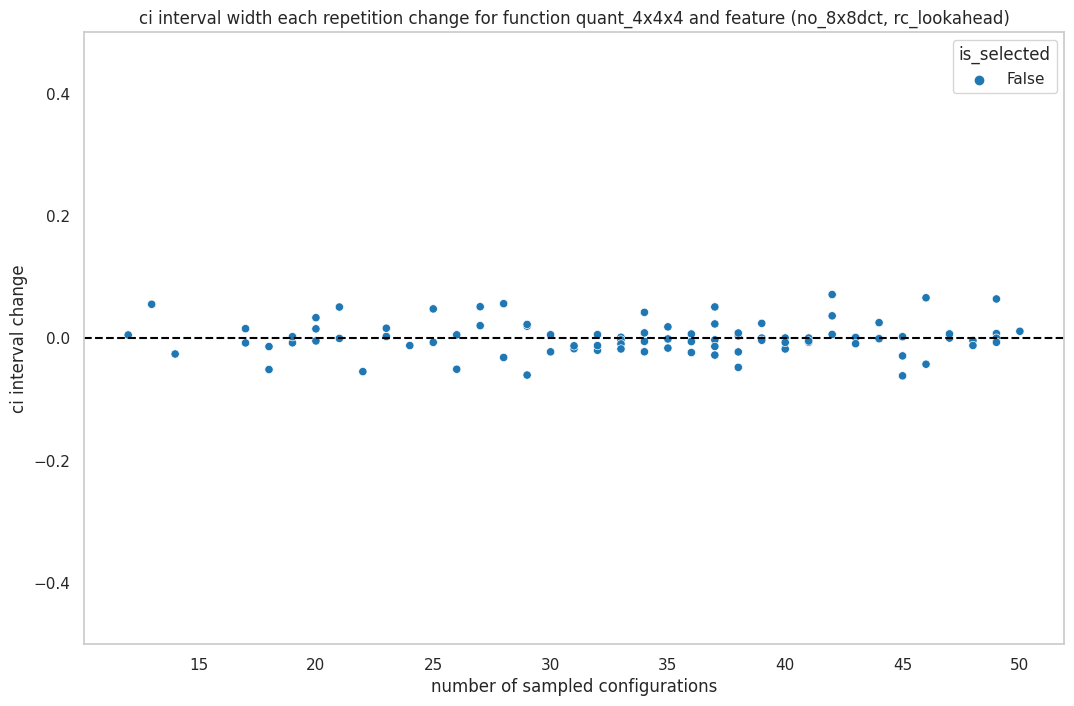 ci interval width each repetition change for function quant_4x4x4 and feature (no_8x8dct, rc_lookahead)
is_selected
False
ci interval change
0.4
0.2
0.0
−0.2
−0.4
15 20 25 30 35 40 45 50
number of sampled configurations